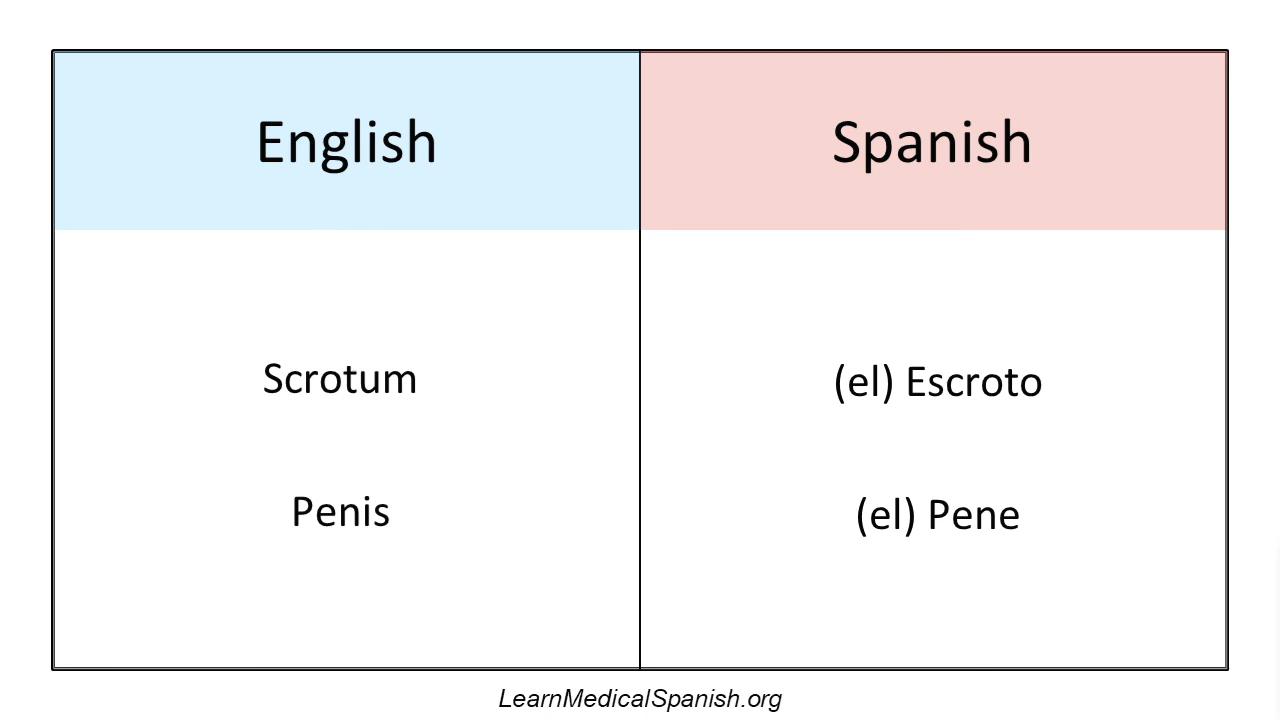 English Spanish
Scrotum (el) Escroto
Penis (el) Pene
LearnMedicalSpanish.org